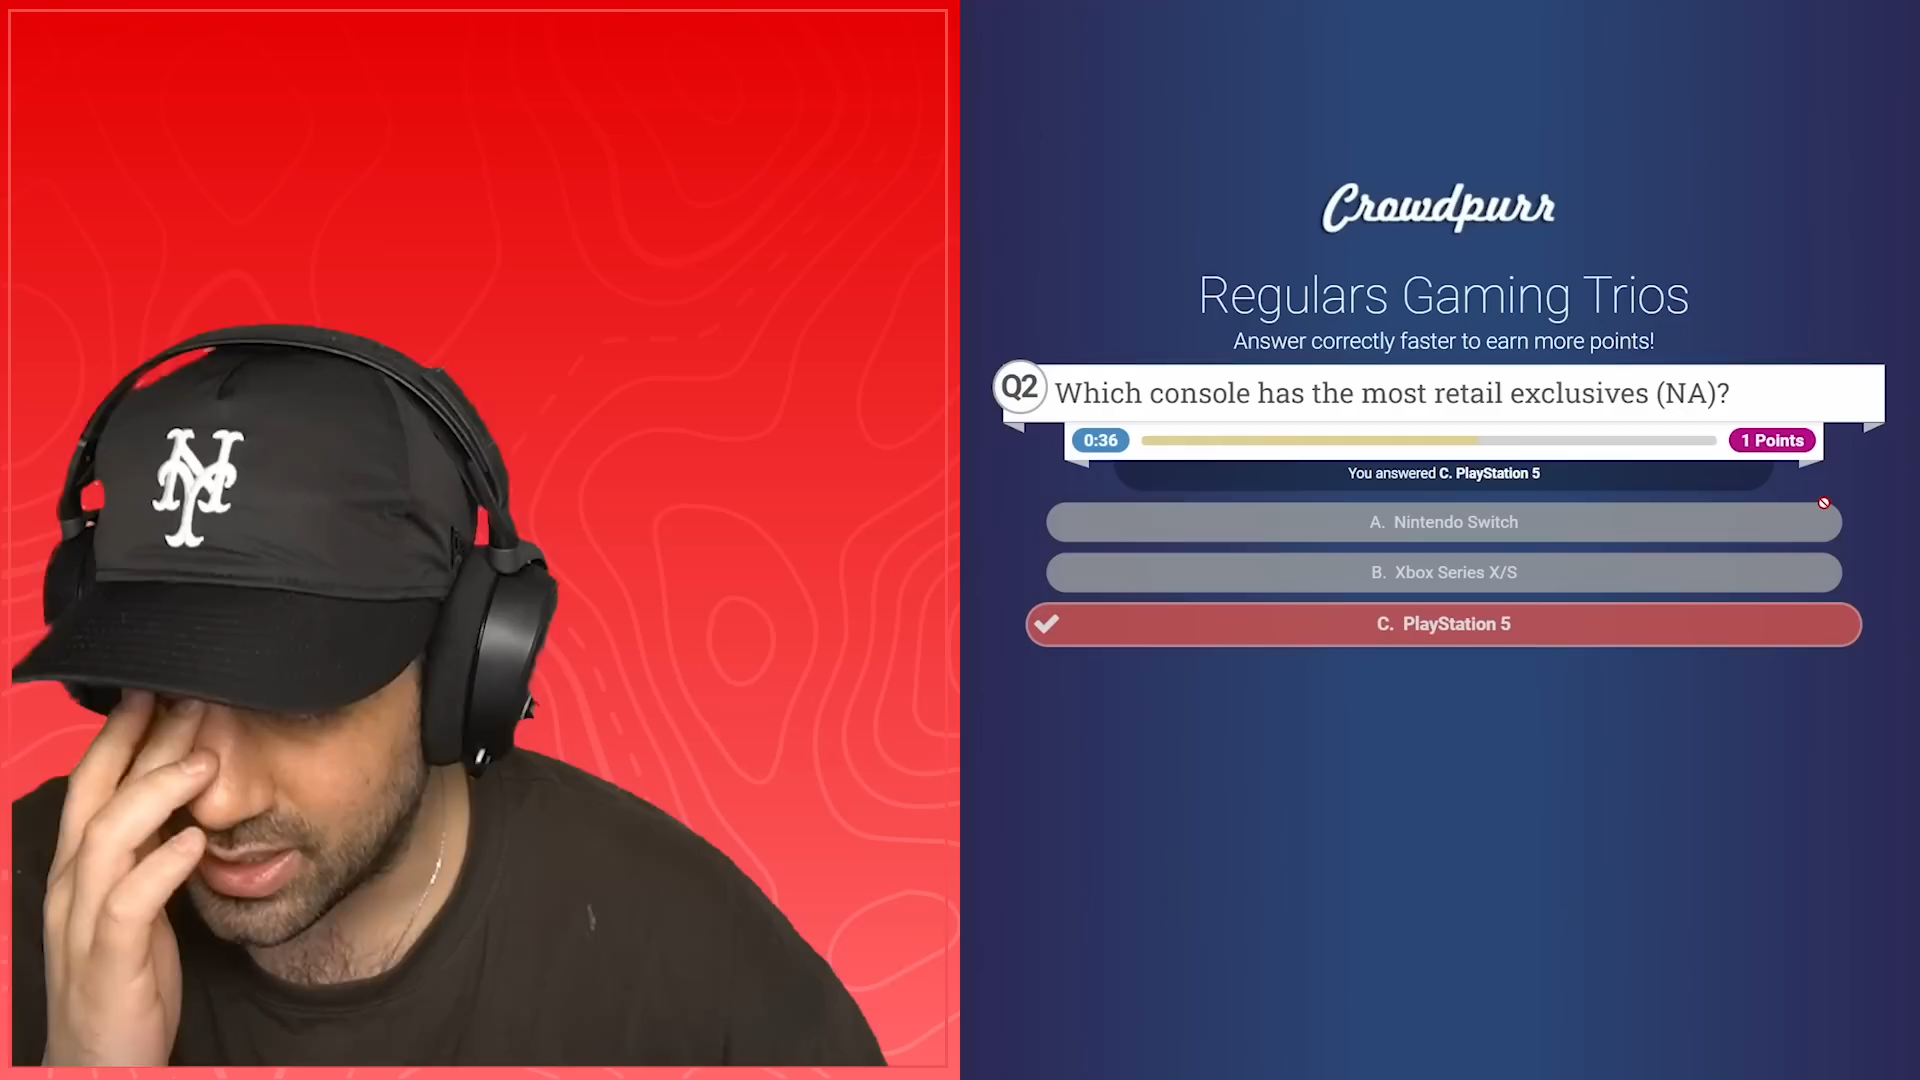 NY
Crowdpurr
Regulars Gaming Trios
Answer correctly faster to earn more points!
Q2 Which console has the most retail exclusives (NA)?
0:36 1 Points
You answered C. PlayStation 5
A. Nintendo Switch
B. Xbox Series X/S
C. PlayStation 5